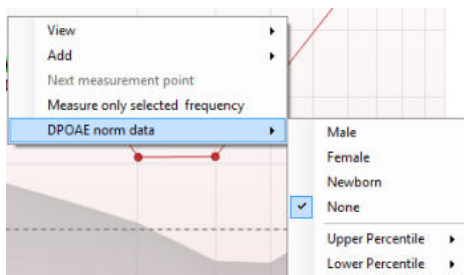 View
Add
Next measurement point
Measure only selected frequency
DPOAE norm data
Male
Female
Newborn
None
Upper Percentile
Lower Percentile